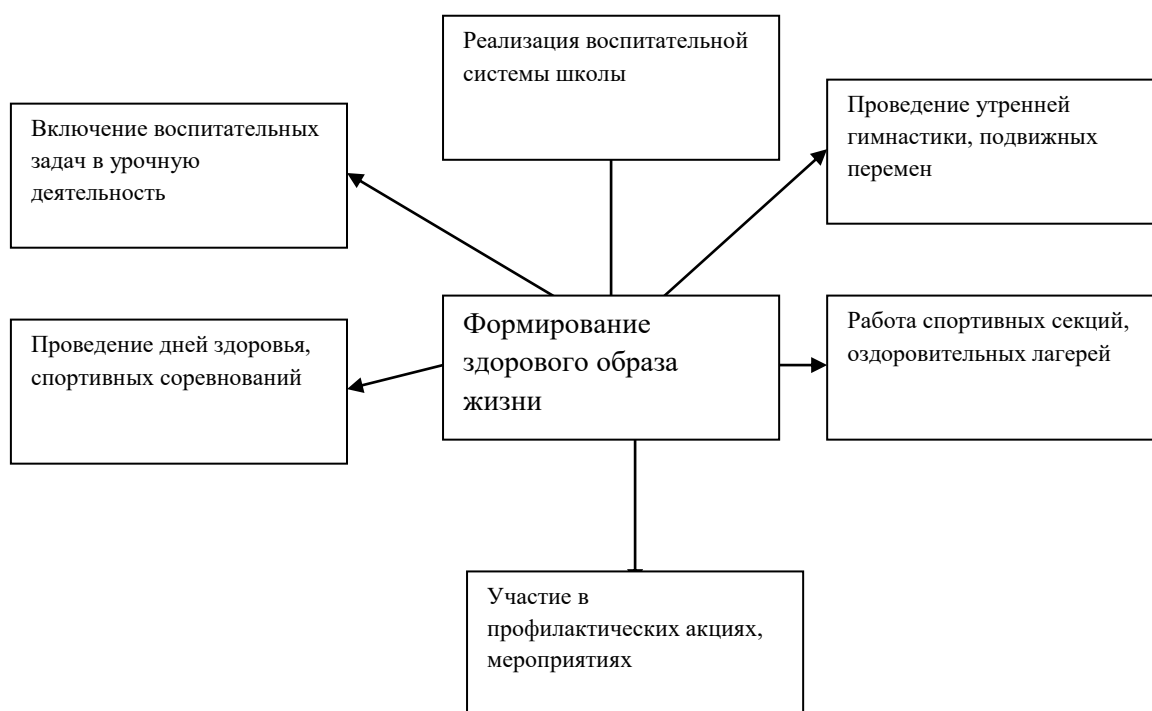 Реализация воспитательной
системы школы
Включение воспитательных
задач в урочную
деятельность
Проведение утренней
гимнастики, подвижных
перемен
Формирование
здорового образа
жизни
Проведение дней здоровья,
спортивных соревнований
Работа спортивных секций,
оздоровительных лагерей
Участие в
профилактических акциях,
мероприятиях